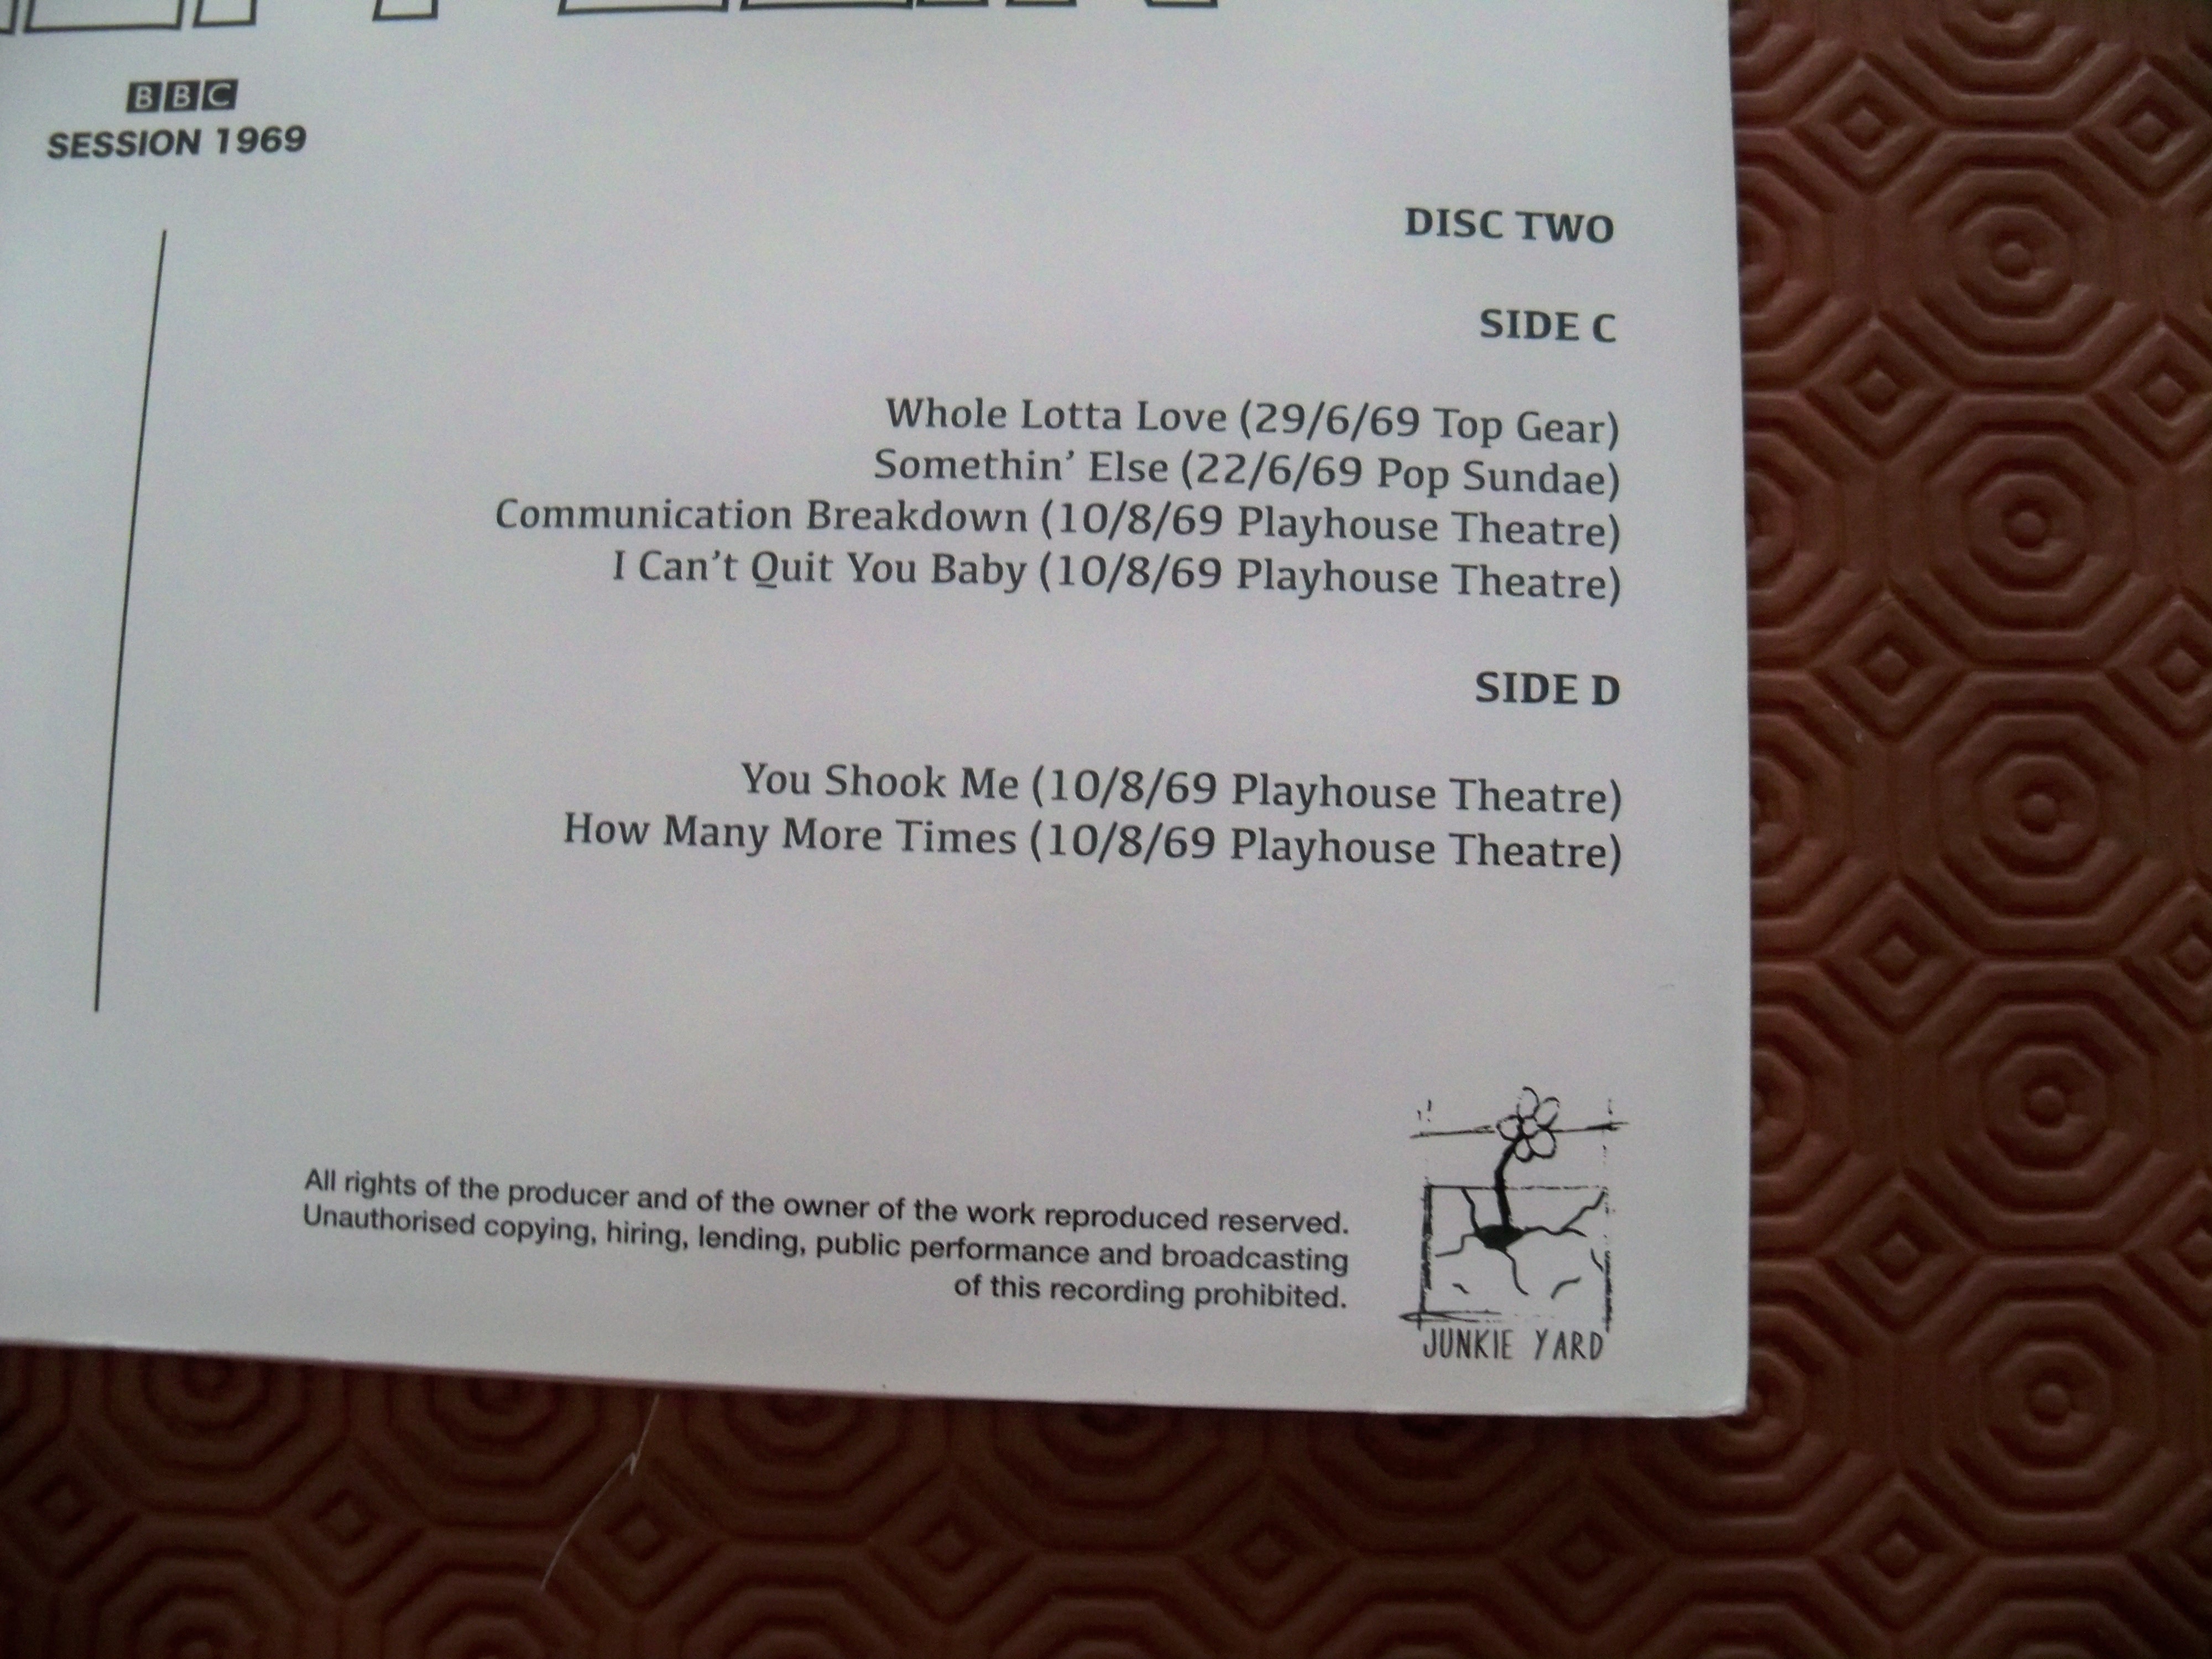 BBC
SESSION 1969
DISC TWO
SIDE C
Whole Lotta Love (29/6/69 Top Gear)
Somethin’ Else (22/6/69 Pop Sundae)
Communication Breakdown (10/8/69 Playhouse Theatre)
I Can’t Quit You Baby (10/8/69 Playhouse Theatre)
SIDE D
You Shook Me (10/8/69 Playhouse Theatre)
How Many More Times (10/8/69 Playhouse Theatre)
All rights of the producer and of the owner of the work reproduced reserved.
Unauthorised copying, hiring, lending, public performance and broadcasting
of this recording prohibited.
JUNKIE YARD